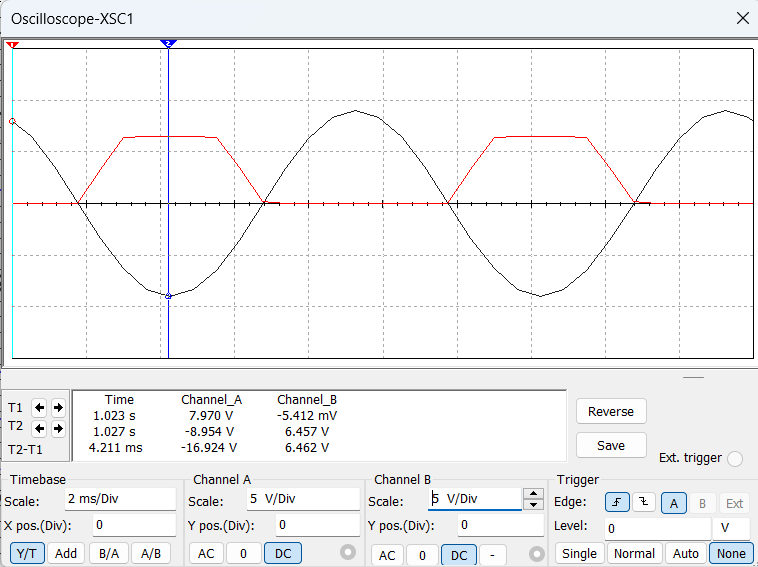 Oscilloscope-XSC1
1
2
Time Channel_A Channel_B
T1 1.023 s 7.970 V -5.412 mV
T2 1.027 s -8.954 V 6.457 V
T2-T1 4.211 ms -16.924 V 6.462 V
Reverse
Save
Ext. trigger
Timebase
Scale: 2 ms/Div
X pos.(Div): 0
Y/T Add B/A A/B
Channel A
Scale: 5 V/Div
Y pos.(Div): 0
AC 0 DC
Channel B
Scale: 5 V/Div
Y pos.(Div): 0
AC 0 DC -
Trigger
Edge: A B Ext
Level: 0 V
Single Normal Auto None